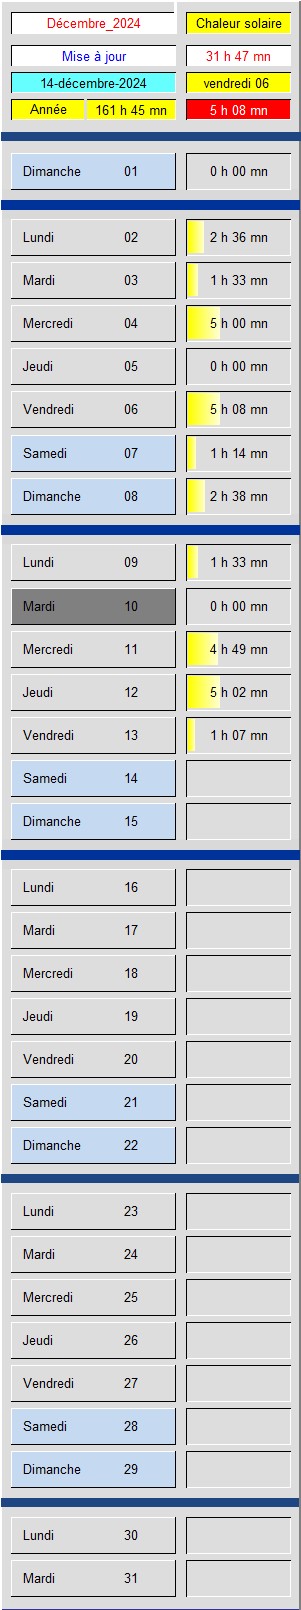 Décembre_2024 Chaleur solaire
Mise à jour 31 h 47 mn
14-décembre-2024 vendredi 06
Année 161 h 45 mn 5 h 08 mn
Dimanche 01 0 h 00 mn
Lundi 02 2 h 36 mn
Mardi 03 1 h 33 mn
Mercredi 04 5 h 00 mn
Jeudi 05 0 h 00 mn
Vendredi 06 5 h 08 mn
Samedi 07 1 h 14 mn
Dimanche 08 2 h 38 mn
Lundi 09 1 h 33 mn
Mardi 10 0 h 00 mn
Mercredi 11 4 h 49 mn
Jeudi 12 5 h 02 mn
Vendredi 13 1 h 07 mn
Samedi 14
Dimanche 15
Lundi 16
Mardi 17
Mercredi 18
Jeudi 19
Vendredi 20
Samedi 21
Dimanche 22
Lundi 23
Mardi 24
Mercredi 25
Jeudi 26
Vendredi 27
Samedi 28
Dimanche 29
Lundi 30
Mardi 31